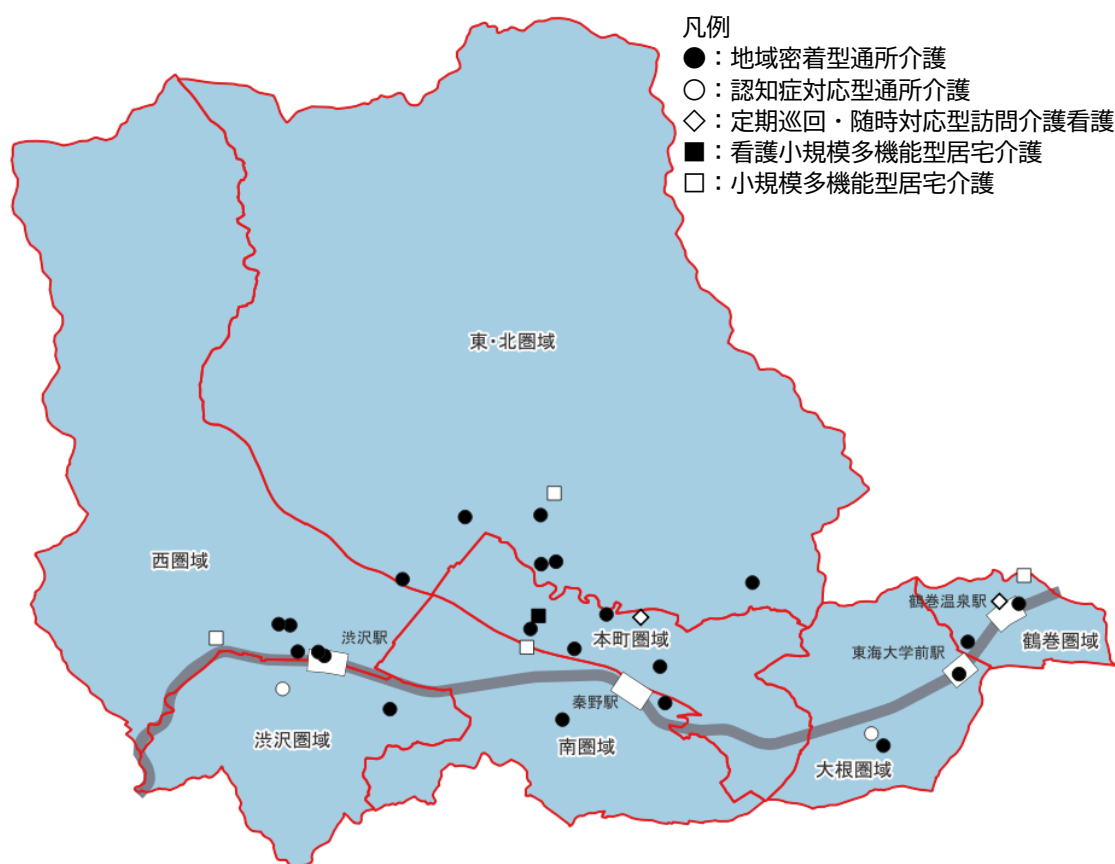 凡例
●：地域密着型通所介護
○：認知症対応型通所介護
◇：定期巡回・随時対応型訪問介護看護
■：看護小規模多機能型居宅介護
□：小規模多機能型居宅介護
東・北圏域
西圏域
鶴巻温泉駅
渋沢駅
本町圏域
鶴巻圏域
東海大学前駅
秦野駅
渋沢圏域
南圏域
大根圏域